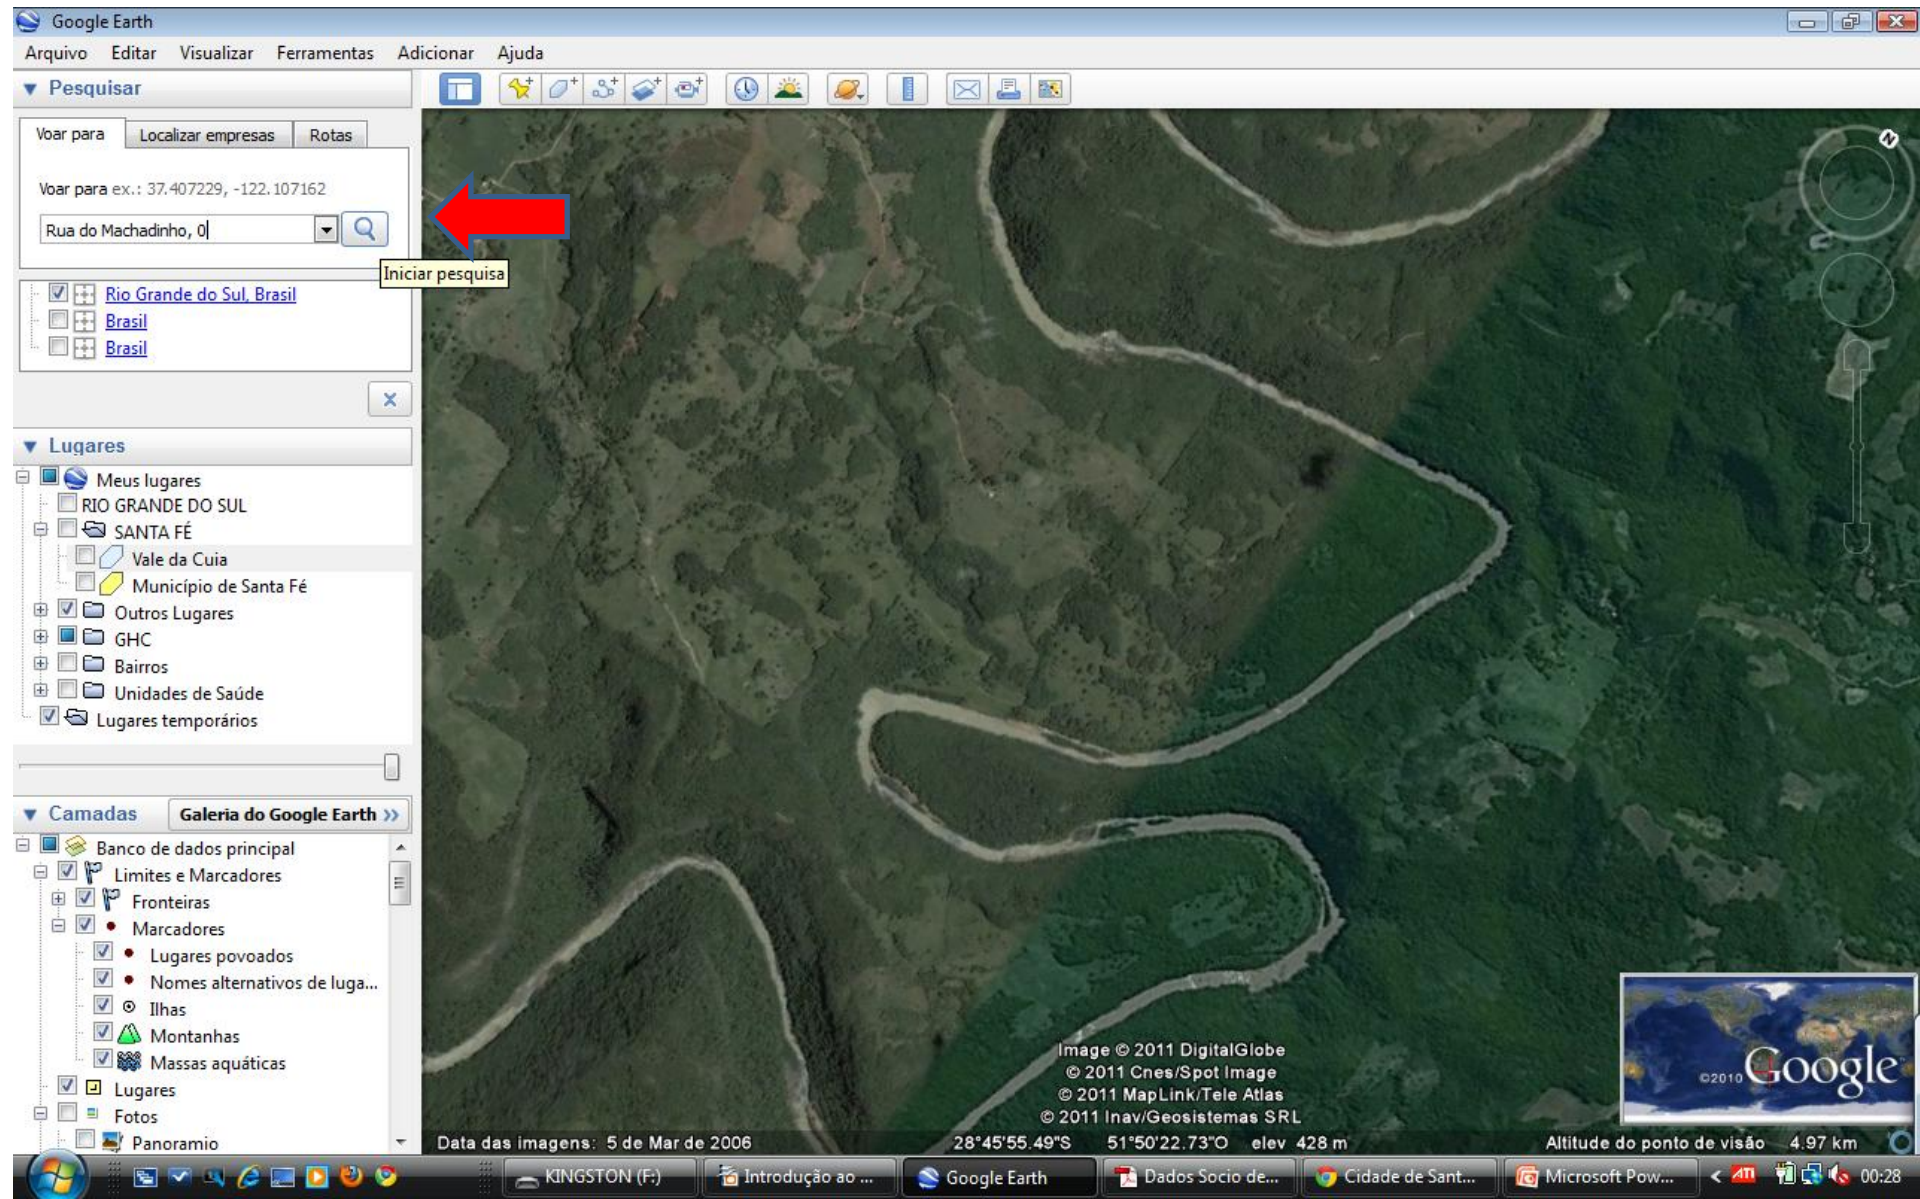 Google Earth
Arquivo Editar Visualizar Ferramentas Adicionar Ajuda
Pesquisar
Voar para Localizar empresas Rotas
Voar para ex.: 37.407229, -122.107162
Rua do Machadinho, 0
Iniciar pesquisa
Rio Grande do Sul, Brasil
Brasil
Brasil
Lugares
Meus lugares
RIO GRANDE DO SUL
SANTA FÉ
Vale da Cuia
Município de Santa Fé
Outros Lugares
GHC
Bairros
Unidades de Saúde
Lugares temporários
Camadas Galeria do Google Earth >>
Banco de dados principal
Limites e Marcadores
Fronteiras
Marcadores
Lugares povoados
Nomes alternativos de luga...
Ilhas
Montanhas
Massas aquáticas
Lugares
Fotos
Panoramio
N
Image © 2011 DigitalGlobe
© 2011 Cnes/Spot Image
© 2011 MapLink/Tele Atlas
© 2011 Inav/Geosistemas SRL
©2010 Google
Data das imagens: 5 de Mar de 2006 28°45'55.49"S 51°50'22.73"O elev 428 m Altitude do ponto de visão 4.97 km
KINGSTON (F:) Introdução ao ... Google Earth Dados Socio de... Cidade de Sant... Microsoft Pow... < ATI 00:28